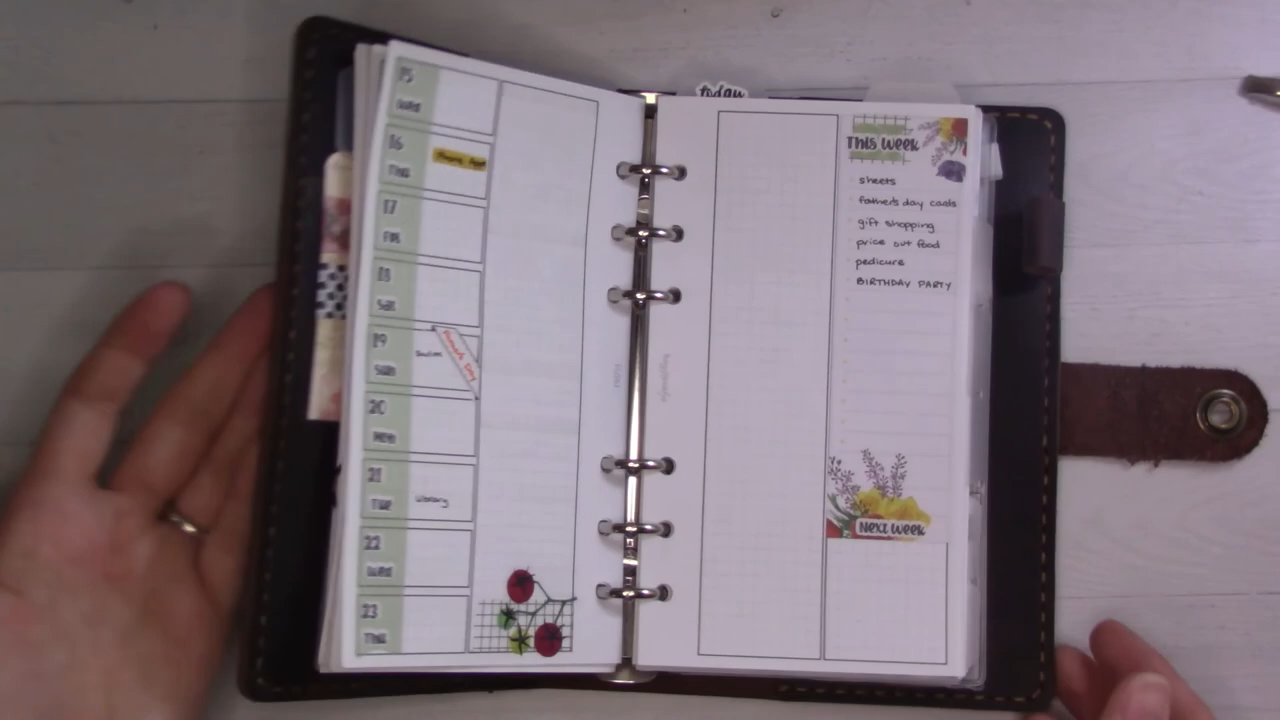 today
15
Wed
16
Thu
17
Fri
18
Sat
19
Swim
Sun
20
Mon
21
Tue
library
22
Wed
23
Thu
This Week
sheets
father's day cards
gift shopping
price out food
pedicure
BIRTHDAY PARTY
Next Week